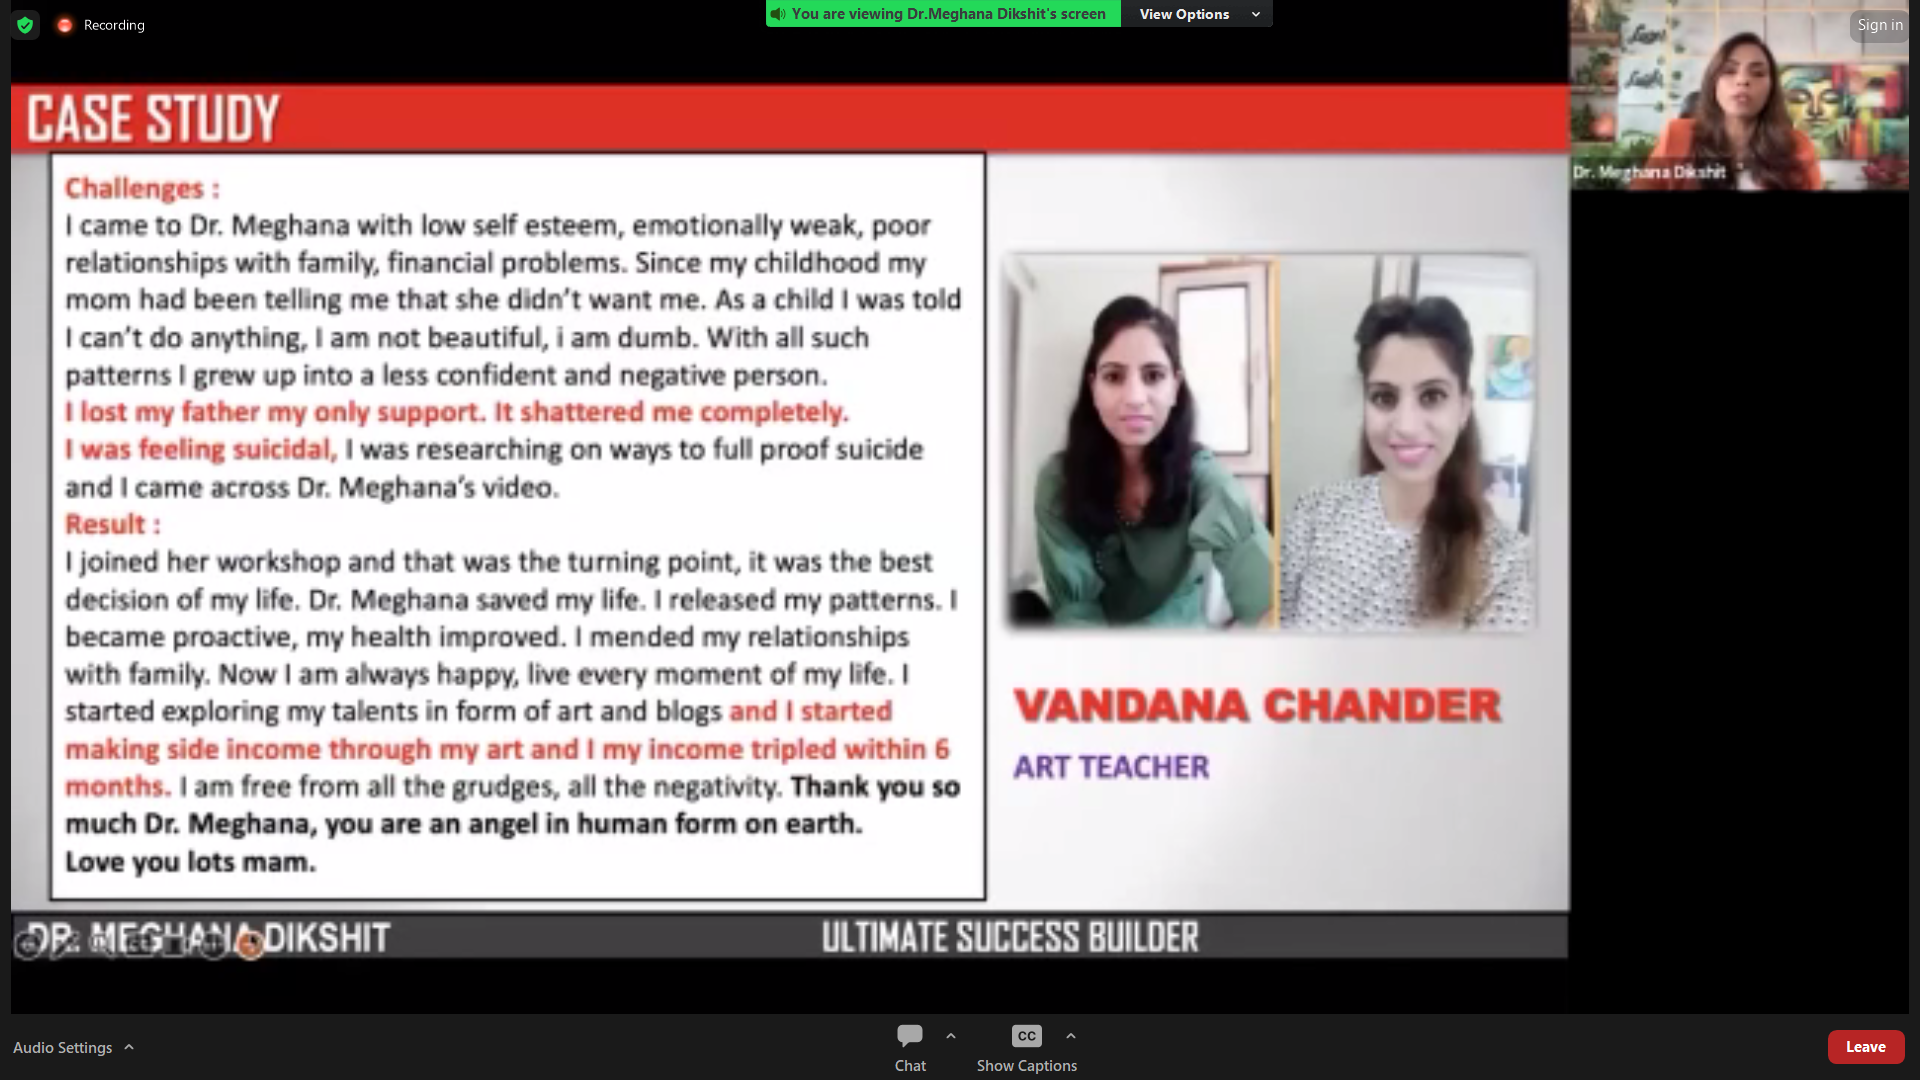 Recording
You are viewing Dr.Meghana Dikshit's screen
View Options
Sign in
Dr. Meghana Dikshit
CASE STUDY
Challenges :
I came to Dr. Meghana with low self esteem, emotionally weak, poor
relationships with family, financial problems. Since my childhood my
mom had been telling me that she didn't want me. As a child I was told
I can't do anything, I am not beautiful, i am dumb. With all such
patterns I grew up into a less confident and negative person.
I lost my father my only support. It shattered me completely.
I was feeling suicidal, I was researching on ways to full proof suicide
and I came across Dr. Meghana's video.
Result :
I joined her workshop and that was the turning point, it was the best
decision of my life. Dr. Meghana saved my life. I released my patterns. I
became proactive, my health improved. I mended my relationships
with family. Now I am always happy, live every moment of my life. I
started exploring my talents in form of art and blogs and I started
making side income through my art and I my income tripled within 6
months. I am free from all the grudges, all the negativity. Thank you so
much Dr. Meghana, you are an angel in human form on earth.
Love you lots mam.
VANDANA CHANDER
ART TEACHER
DR. MEGHANA DIKSHIT
ULTIMATE SUCCESS BUILDER
Audio Settings
Chat
CC
Show Captions
Leave